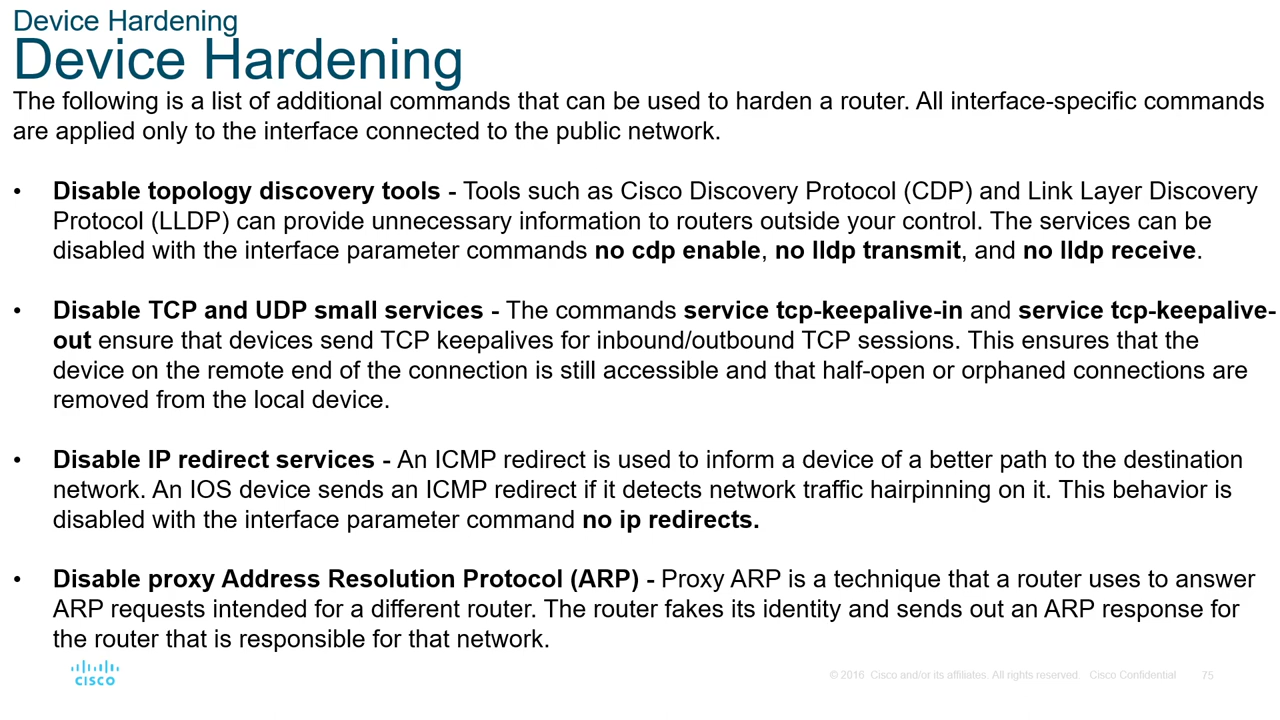 Device Hardening
Device Hardening
The following is a list of additional commands that can be used to harden a router. All interface-specific commands
are applied only to the interface connected to the public network.
• Disable topology discovery tools - Tools such as Cisco Discovery Protocol (CDP) and Link Layer Discovery
Protocol (LLDP) can provide unnecessary information to routers outside your control. The services can be
disabled with the interface parameter commands no cdp enable, no lldp transmit, and no lldp receive.
• Disable TCP and UDP small services - The commands service tcp-keepalive-in and service tcp-keepalive-
out ensure that devices send TCP keepalives for inbound/outbound TCP sessions. This ensures that the
device on the remote end of the connection is still accessible and that half-open or orphaned connections are
removed from the local device.
• Disable IP redirect services - An ICMP redirect is used to inform a device of a better path to the destination
network. An IOS device sends an ICMP redirect if it detects network traffic hairpinning on it. This behavior is
disabled with the interface parameter command no ip redirects.
• Disable proxy Address Resolution Protocol (ARP) - Proxy ARP is a technique that a router uses to answer
ARP requests intended for a different router. The router fakes its identity and sends out an ARP response for
the router that is responsible for that network.
CISCO
© 2016 Cisco and/or its affiliates. All rights reserved. Cisco Confidential 75